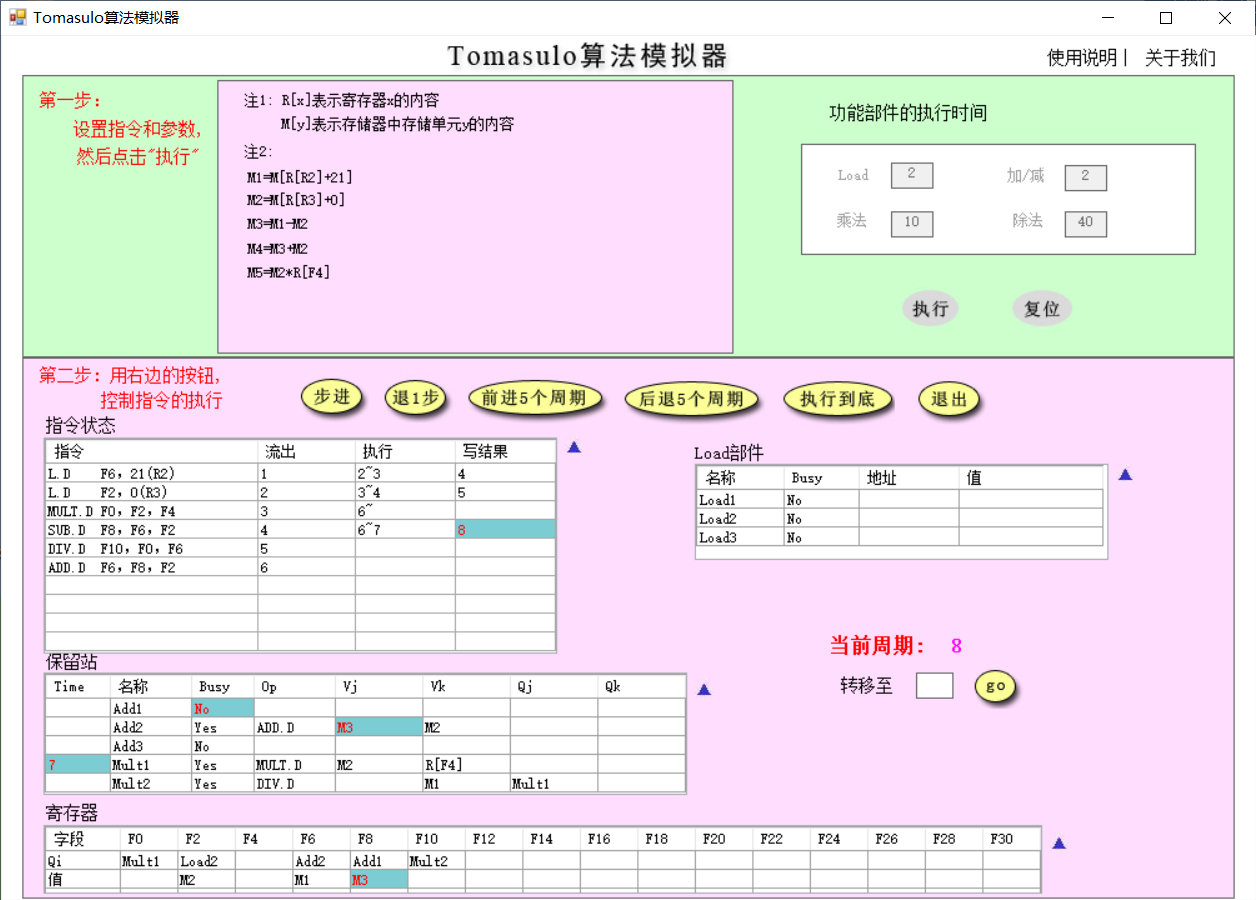 Tomasulo算法模拟器
Tomasulo算法模拟器
使用说明| 关于我们
第一步：
设置指令和参数，
然后点击"执行"
注1: R[x]表示寄存器x的内容
M[y]表示存储器中存储单元y的内容
注2:
M1=M[R[R2]+21]
M2=M[R[R3]+0]
M3=M1-M2
M4=M3+M2
M5=M2*R[F4]
功能部件的执行时间
Load 2 加/减 2
乘法 10 除法 40
执行 复位
第二步：用右边的按钮，
控制指令的执行
步进 退1步 前进5个周期 后退5个周期 执行到底 退出
指令状态
指令 流出 执行 写结果
L.D F6, 21(R2) 1 2~3 4
L.D F2, 0(R3) 2 3~4 5
MULT.D F0, F2, F4 3 6~
SUB.D F8, F6, F2 4 6~7 8
DIV.D F10, F0, F6 5
ADD.D F6, F8, F2 6
Load部件
名称 Busy 地址 值
Load1 No
Load2 No
Load3 No
当前周期： 8
转移至 go
保留站
Time 名称 Busy Op Vj Vk Qj Qk
Add1 No
Add2 Yes ADD.D M3 M2
Add3 No
7 Mult1 Yes MULT.D M2 R[F4]
Mult2 Yes DIV.D M1 Mult1
寄存器
字段 F0 F2 F4 F6 F8 F10 F12 F14 F16 F18 F20 F22 F24 F26 F28 F30
Qi Mult1 Load2 Add2 Add1 Mult2
值 M2 M1 M3